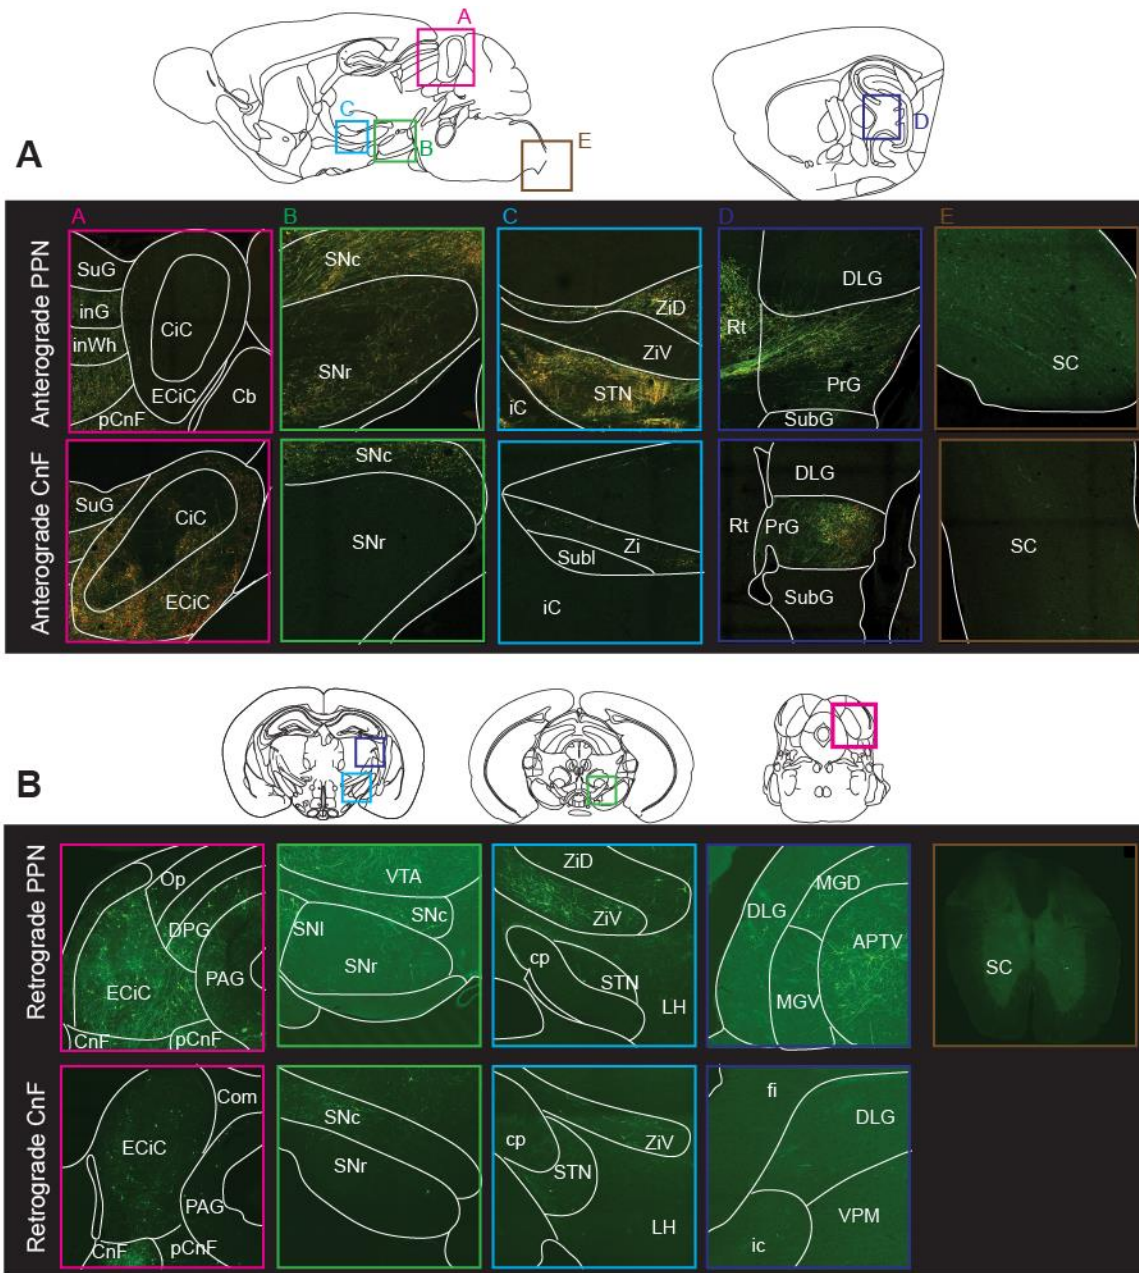 A
C
B
E
D
A
A
B
C
D
E
Anterograde PPN
SuG
inG
inWh
pCnF
CiC
ECiC
Cb
SNc
SNr
ZiD
ZiV
STN
iC
DLG
Rt
PrG
SubG
SC
Anterograde CnF
SuG
CiC
ECiC
SNc
SNr
Zi
SubI
iC
DLG
Rt
PrG
SubG
SC
B
Retrograde PPN
Op
DPG
PAG
ECiC
CnF
pCnF
VTA
SNc
SNl
SNr
ZiD
ZiV
cp
STN
LH
MGD
DLG
APTV
MGV
SC
Retrograde CnF
Com
ECiC
PAG
CnF
pCnF
SNc
SNr
cp
ZiV
STN
LH
fi
DLG
VPM
ic